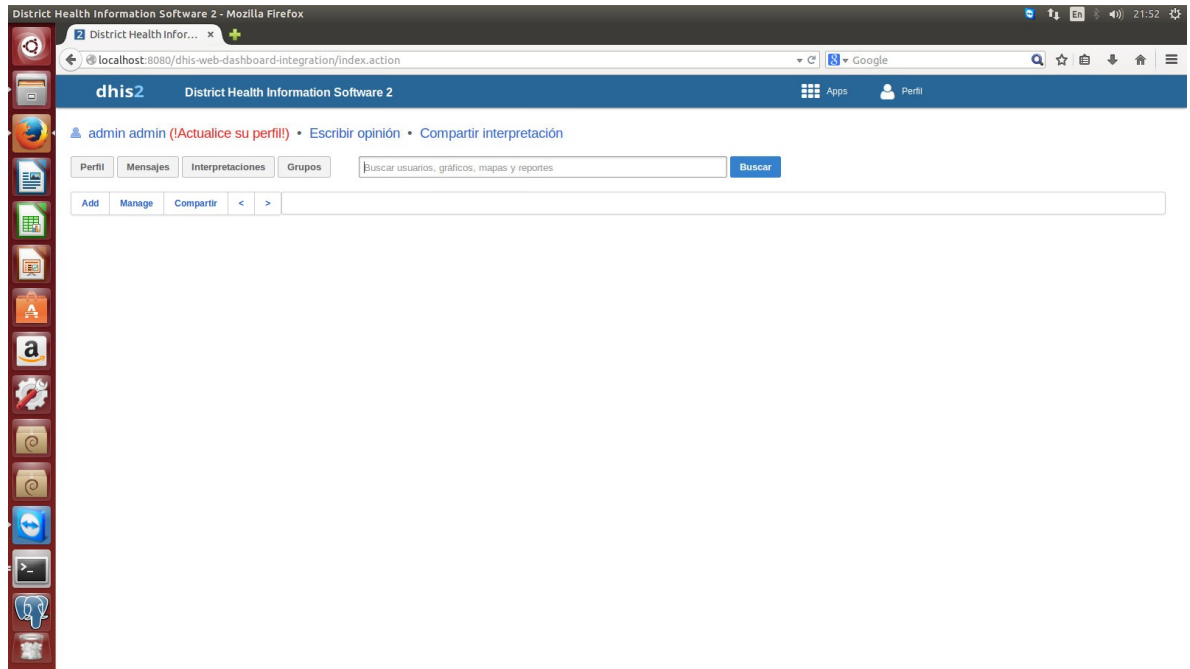 District Health Information Software 2 - Mozilla Firefox
En
21:52
2 District Health Infor... ×
localhost:8080/dhis-web-dashboard-integration/index.action
8 Google
dhis2
District Health Information Software 2
Apps
Perfil
admin admin (!Actualice su perfil!) • Escribir opinión • Compartir interpretación
Perfil
Mensajes
Interpretaciones
Grupos
Buscar usuarios, gráficos, mapas y reportes
Buscar
Add
Manage
Compartir
<
>
A
a
>_